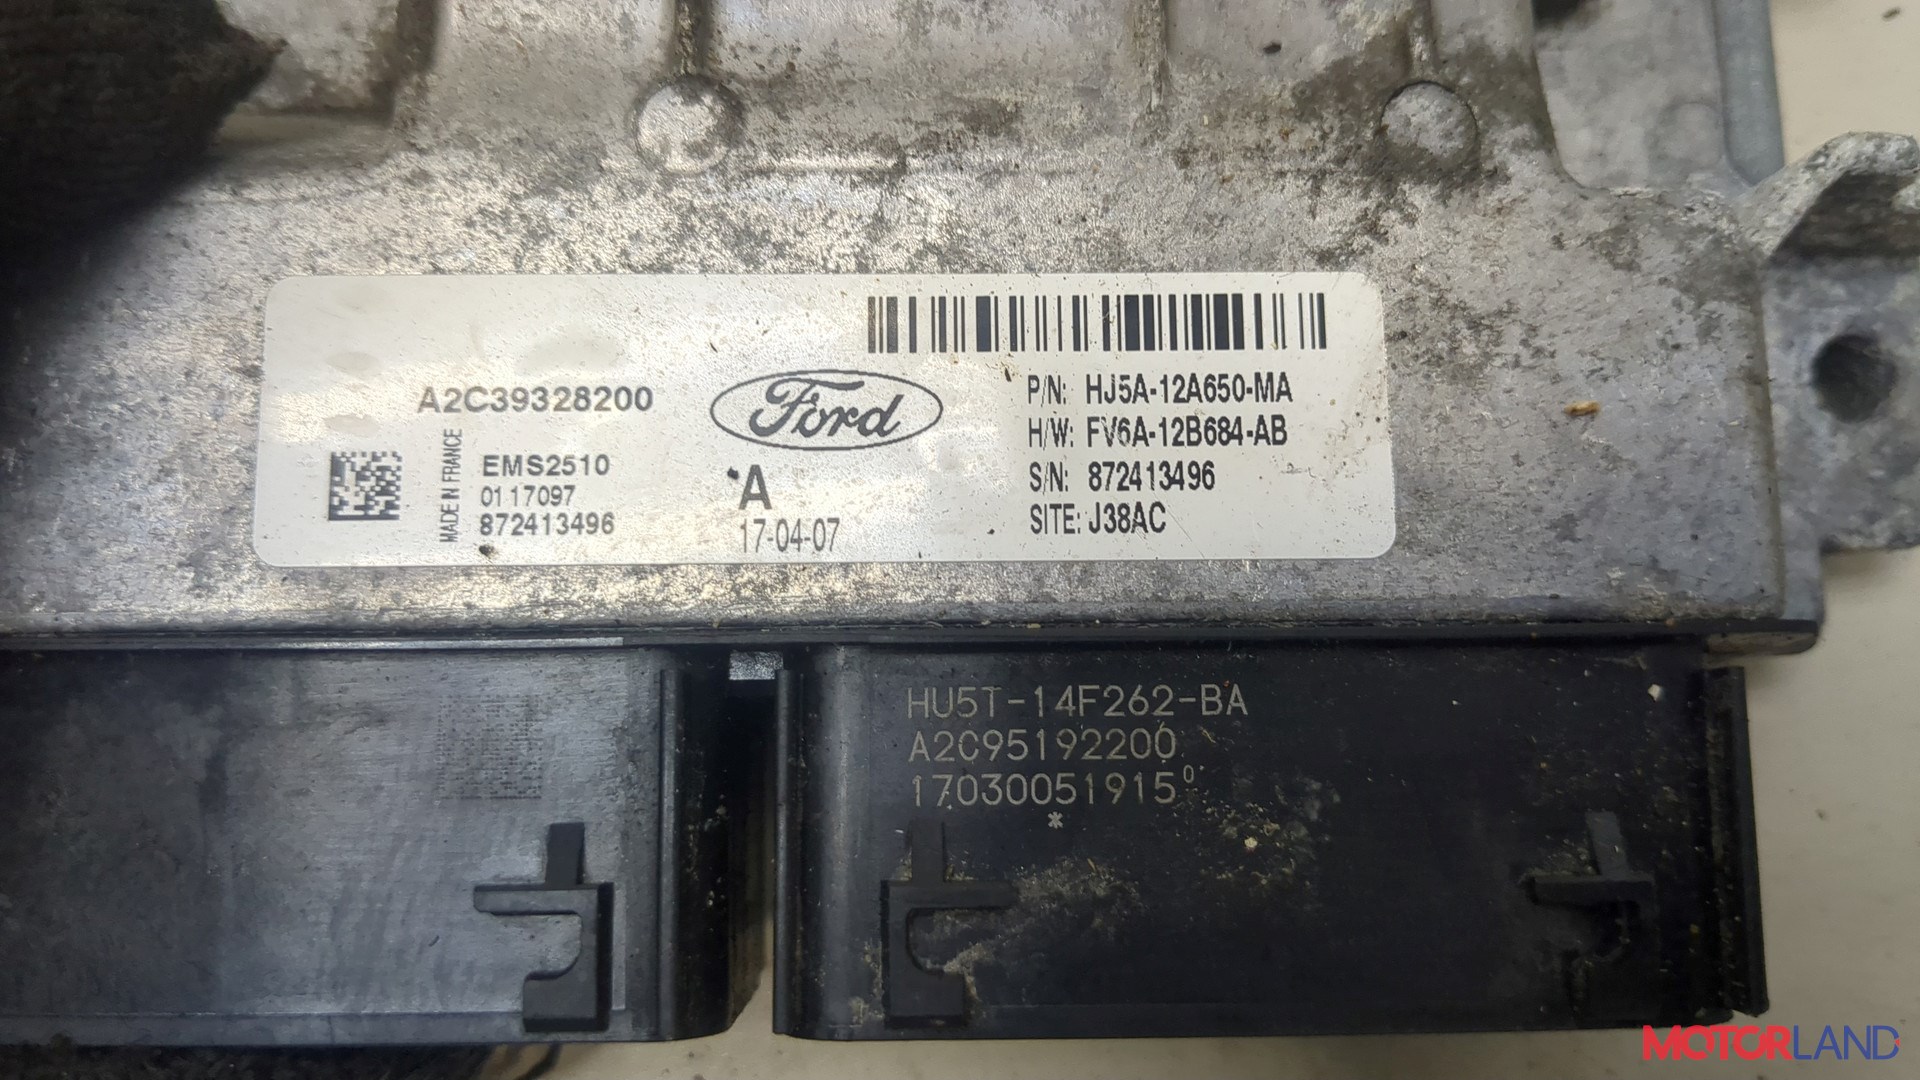 A2C39328200
MADE IN FRANCE
EMS2510
0117097
872413496
Ford
A
17-04-07
P/N: HJ5A-12A650-MA
H/W: FV6A-12B684-AB
S/N: 872413496
SITE: J38AC
HU5T-14F262-BA
A2C95192200
17030051915⁰
*
MOTORLAND